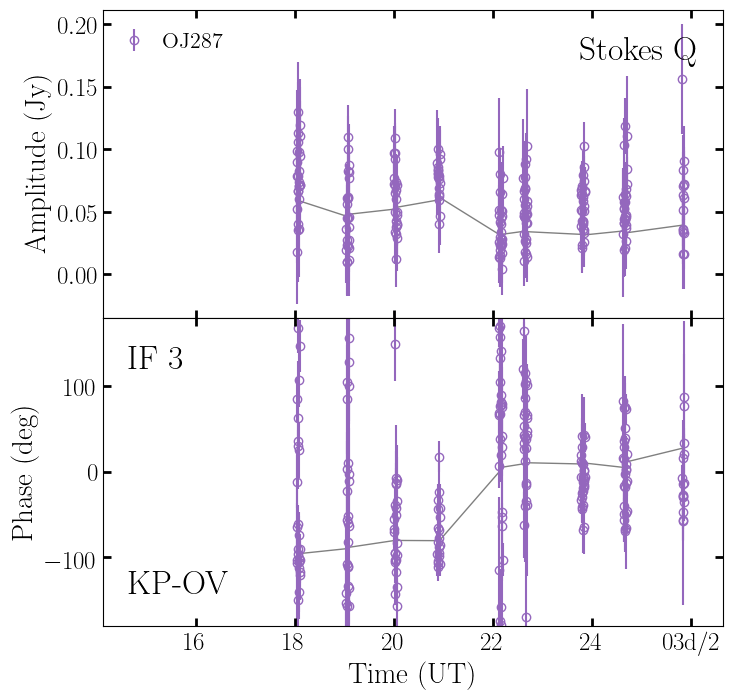 OJ287
Stokes Q
Amplitude (Jy)
0.20
0.15
0.10
0.05
0.00
IF 3
KP-OV
Phase (deg)
100
0
−100
16 18 20 22 24 03d/2
Time (UT)